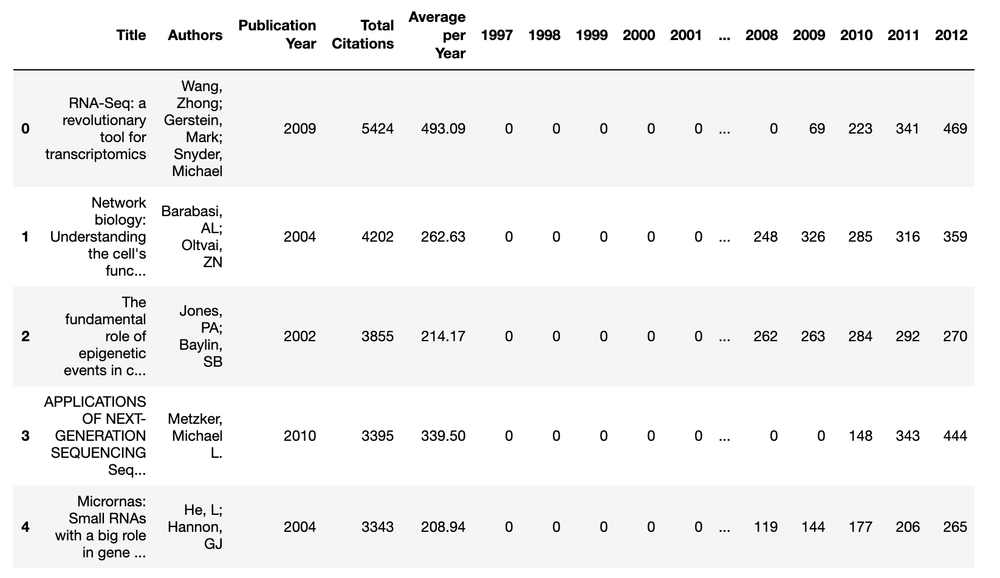 Title Authors Publication Year Total Citations Average per Year 1997 1998 1999 2000 2001 ... 2008 2009 2010 2011 2012
0 RNA-Seq: a revolutionary tool for transcriptomics Wang, Zhong; Gerstein, Mark; Snyder, Michael 2009 5424 493.09 0 0 0 0 0 ... 0 69 223 341 469
1 Network biology: Understanding the cell's func... Barabasi, AL; Oltvai, ZN 2004 4202 262.63 0 0 0 0 0 ... 248 326 285 316 359
2 The fundamental role of epigenetic events in c... Jones, PA; Baylin, SB 2002 3855 214.17 0 0 0 0 0 ... 262 263 284 292 270
3 APPLICATIONS OF NEXT-GENERATION SEQUENCING Seq... Metzker, Michael L. 2010 3395 339.50 0 0 0 0 0 ... 0 0 148 343 444
4 Micrornas: Small RNAs with a big role in gene ... He, L; Hannon, GJ 2004 3343 208.94 0 0 0 0 0 ... 119 144 177 206 265